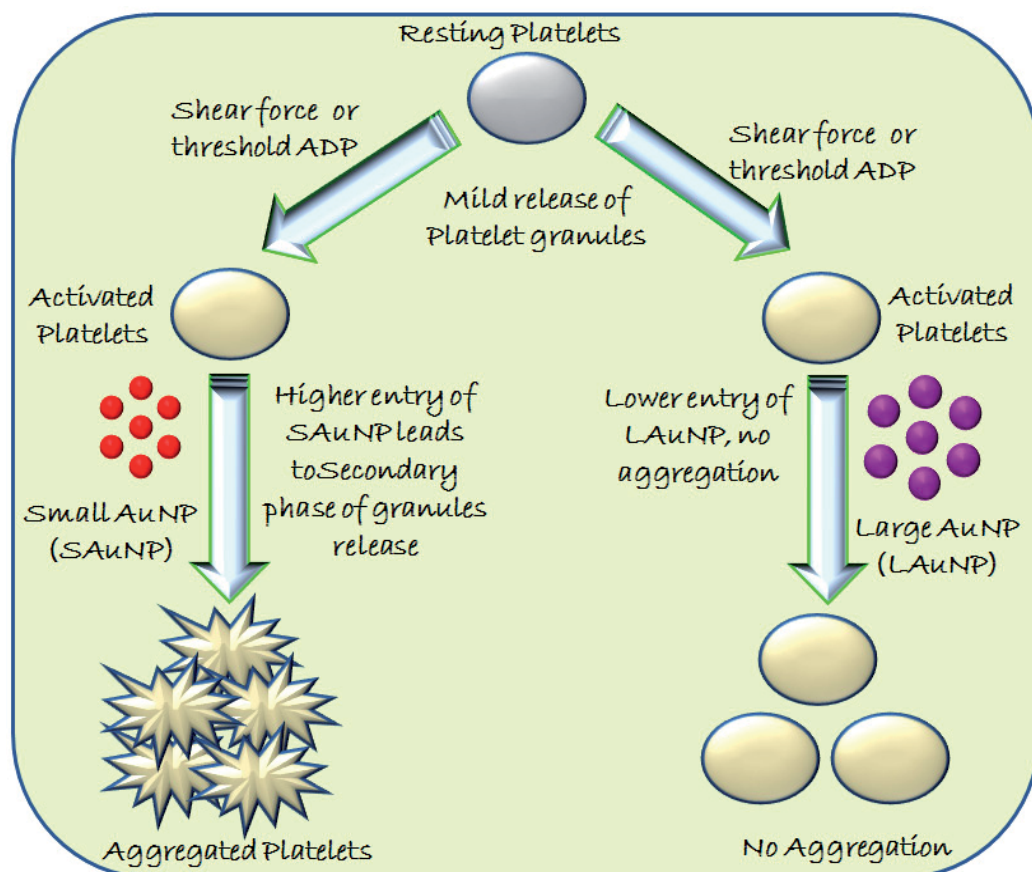 Resting Platelets
Shear force or
threshold ADP
Shear force or
threshold ADP
Mild release of
Platelet granules
Activated
Platelets
Activated
Platelets
Higher entry of
SAuNP leads
toSecondary
phase of granules
release
Small AuNP
(SAuNP)
Lower entry of
LAuNP, no
aggregation
Large AuNP
(LAuNP)
Aggregated Platelets
No Aggregation